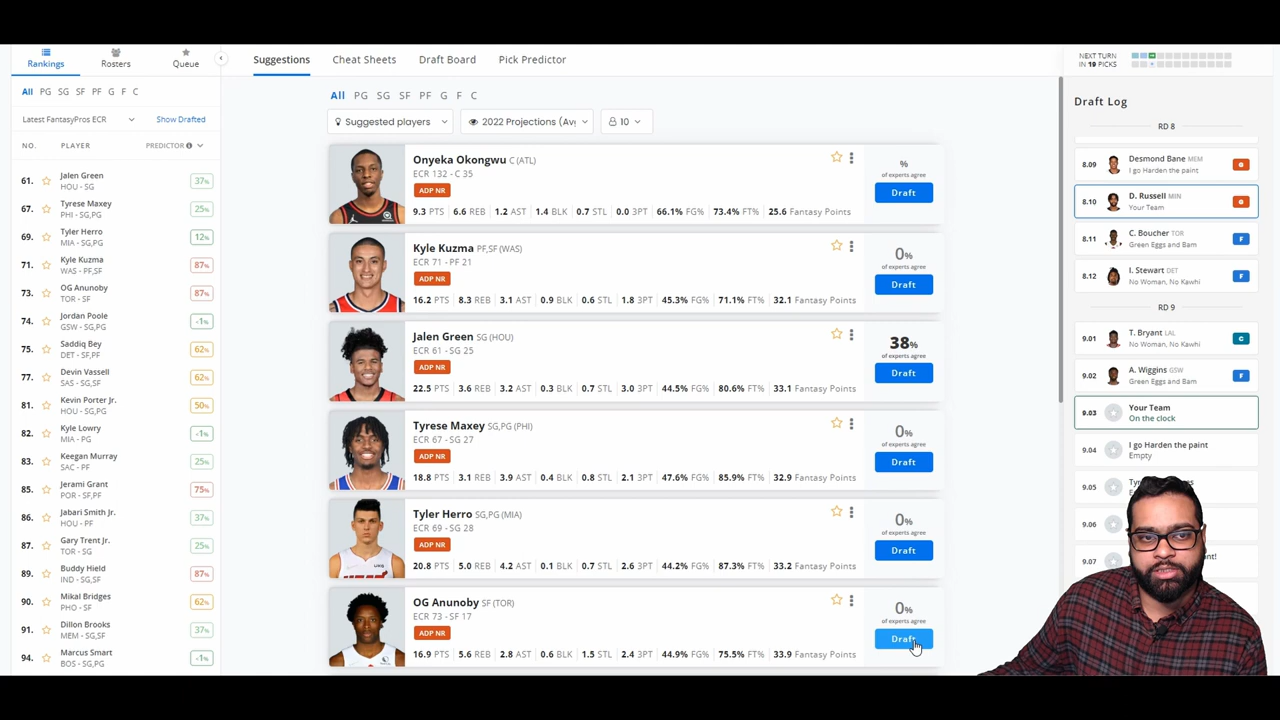 Rankings
Rosters
Queue
All PG SG SF PF G F C
Latest FantasyPros ECR
Show Drafted
NO. PLAYER PREDICTOR
61. Jalen Green 37%
HOU - SG
67. Tyrese Maxey 25%
PHI - SG,PG
69. Tyler Herro 12%
MIA - SG,PG
71. Kyle Kuzma 87%
WAS - PF,SF
73. OG Anunoby 87%
TOR - SF
74. Jordan Poole <1%
GSW - SG,PG
75. Saddiq Bey 62%
DET - SF,PF
77. Devin Vassell 62%
SAS - SG,SF
81. Kevin Porter Jr. 50%
HOU - SG,PG
82. Kyle Lowry <1%
MIA - PG
83. Keegan Murray 25%
SAC - PF
85. Jerami Grant 75%
POR - SF,PF
86. Jabari Smith Jr. 37%
HOU - PF
87. Gary Trent Jr. 25%
TOR - SG
89. Buddy Hield 87%
IND - SG,SF
90. Mikal Bridges 62%
PHO - SF
91. Dillon Brooks 37%
MEM - SG,SF
94. Marcus Smart <1%
BOS - SG,PG
Suggestions Cheat Sheets Draft Board Pick Predictor
All PG SG SF PF G F C
Suggested players
2022 Projections (Av
10
Onyeka Okongwu C (ATL)
ECR 132 - C 35
ADP NR
9.3 PTS 6.6 REB 1.2 AST 1.4 BLK 0.7 STL 0.0 3PT 66.1% FG% 73.4% FT% 25.6 Fantasy Points
%
of experts agree
Draft
Kyle Kuzma PF,SF (WAS)
ECR 71 - PF 21
ADP NR
16.2 PTS 8.3 REB 3.1 AST 0.9 BLK 0.6 STL 1.8 3PT 45.3% FG% 71.1% FT% 32.1 Fantasy Points
0%
of experts agree
Draft
Jalen Green SG (HOU)
ECR 61 - SG 25
ADP NR
22.5 PTS 3.6 REB 3.2 AST 0.3 BLK 0.7 STL 3.0 3PT 44.5% FG% 80.6% FT% 33.1 Fantasy Points
38%
of experts agree
Draft
Tyrese Maxey SG,PG (PHI)
ECR 67 - SG 27
ADP NR
18.8 PTS 3.1 REB 3.9 AST 0.4 BLK 0.8 STL 2.1 3PT 47.6% FG% 85.9% FT% 32.9 Fantasy Points
0%
of experts agree
Draft
Tyler Herro SG,PG (MIA)
ECR 69 - SG 28
ADP NR
20.8 PTS 5.0 REB 4.2 AST 0.1 BLK 0.7 STL 2.6 3PT 44.2% FG% 87.3% FT% 33.2 Fantasy Points
0%
of experts agree
Draft
OG Anunoby SF (TOR)
ECR 73 - SF 17
ADP NR
16.9 PTS 5.6 REB 2.8 AST 0.6 BLK 1.5 STL 2.4 3PT 44.9% FG% 75.5% FT% 33.9 Fantasy Points
0%
of experts agree
Draft
NEXT TURN
IN 19 PICKS
Draft Log
RD 8
8.09 Desmond Bane MEM G
I go Harden the paint
8.10 D. Russell MIN G
Your Team
8.11 C. Boucher TOR F
Green Eggs and Bam
8.12 I. Stewart DET F
No Woman, No Kawhi
RD 9
9.01 T. Bryant LAL C
No Woman, No Kawhi
9.02 A. Wiggins GSW F
Green Eggs and Bam
9.03 Your Team
On the clock
9.04 I go Harden the paint
Empty
9.05
9.06
9.07